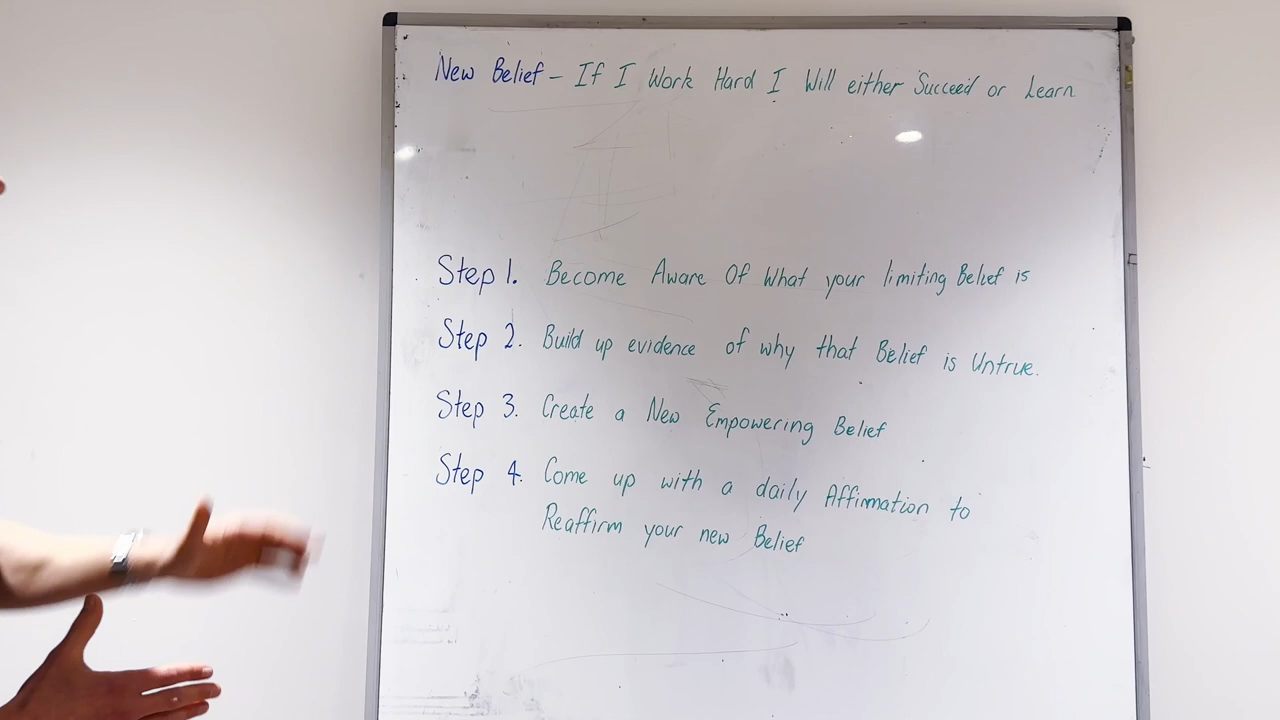 New Belief - If I Work Hard I Will either Succeed or Learn
Step 1. Become Aware Of What your limiting Belief is
Step 2. Build up evidence of why that Belief is Untrue.
Step 3. Create a New Empowering Belief
Step 4. Come up with a daily Affirmation to
Reaffirm your new Belief